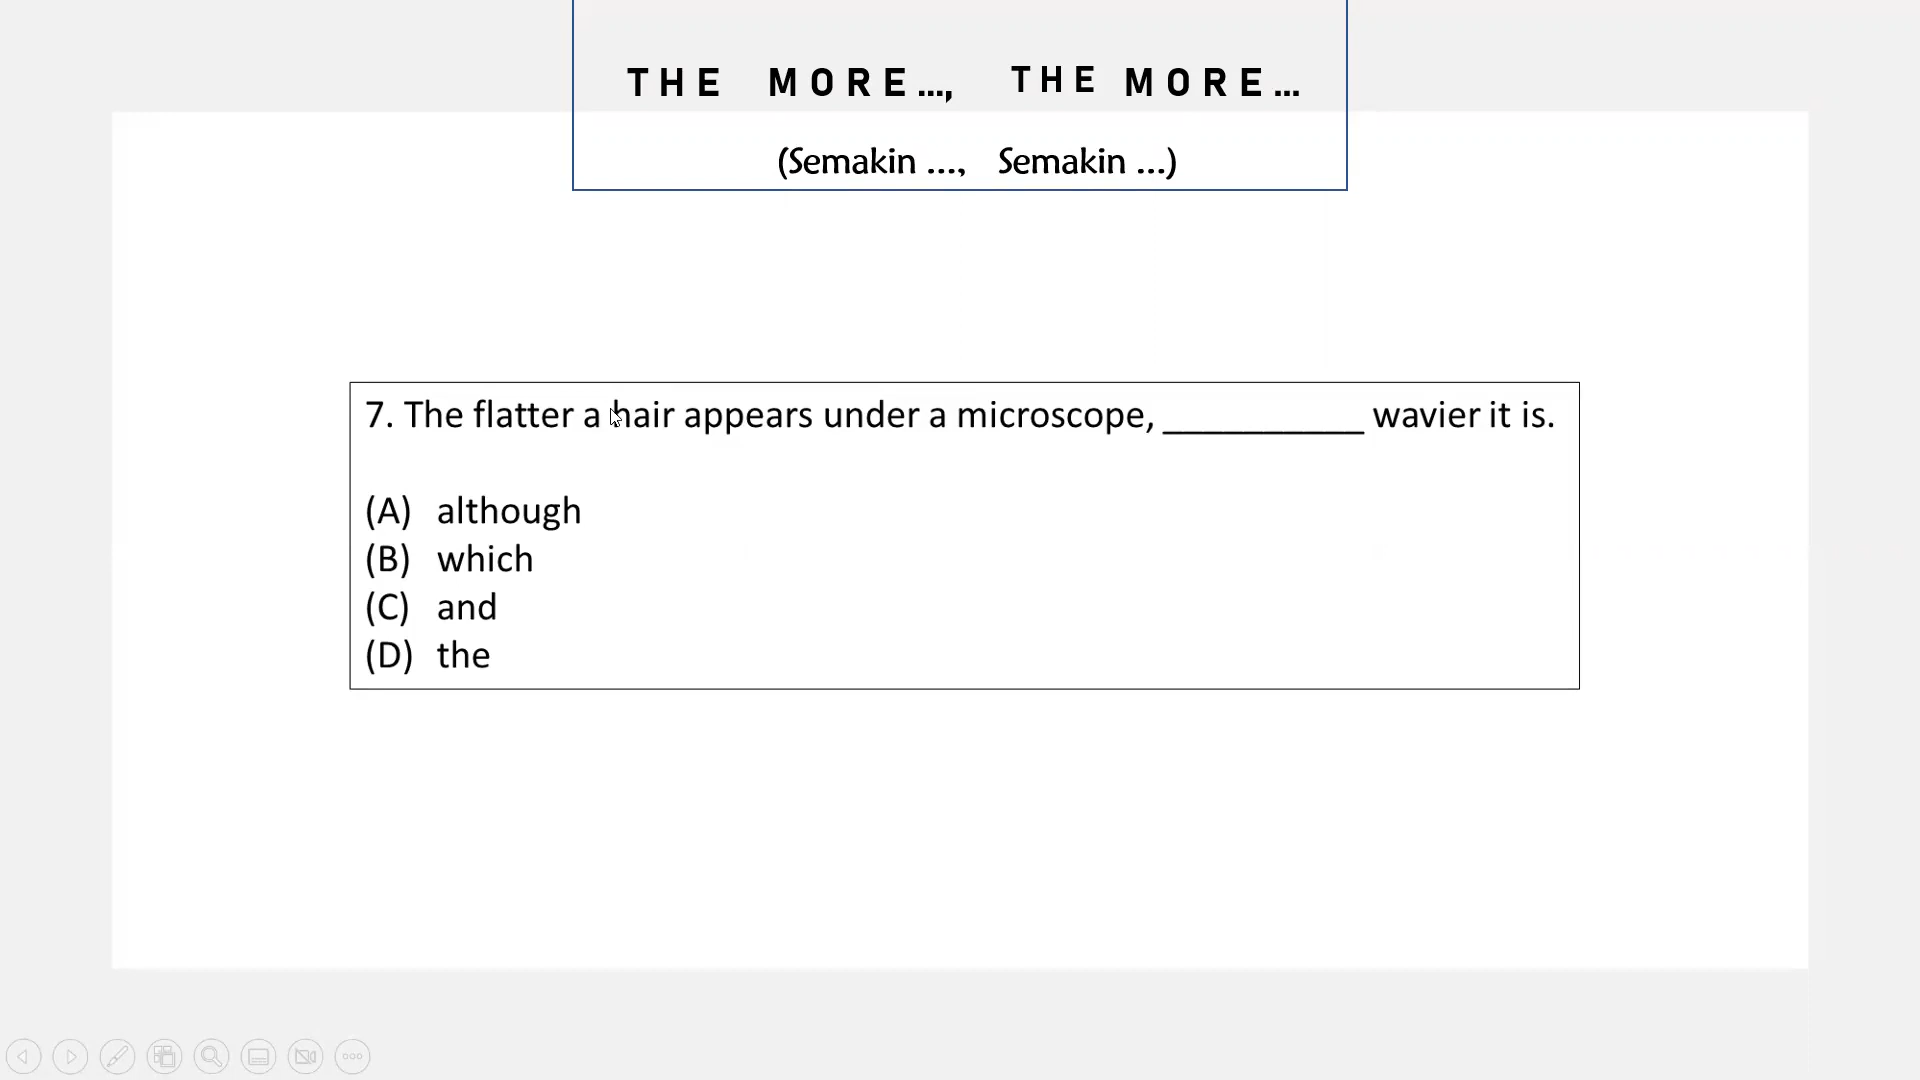 THE MORE..., THE MORE...
(Semakin ..., Semakin ...)
7. The flatter a hair appears under a microscope, __________ wavier it is.
(A) although
(B) which
(C) and
(D) the